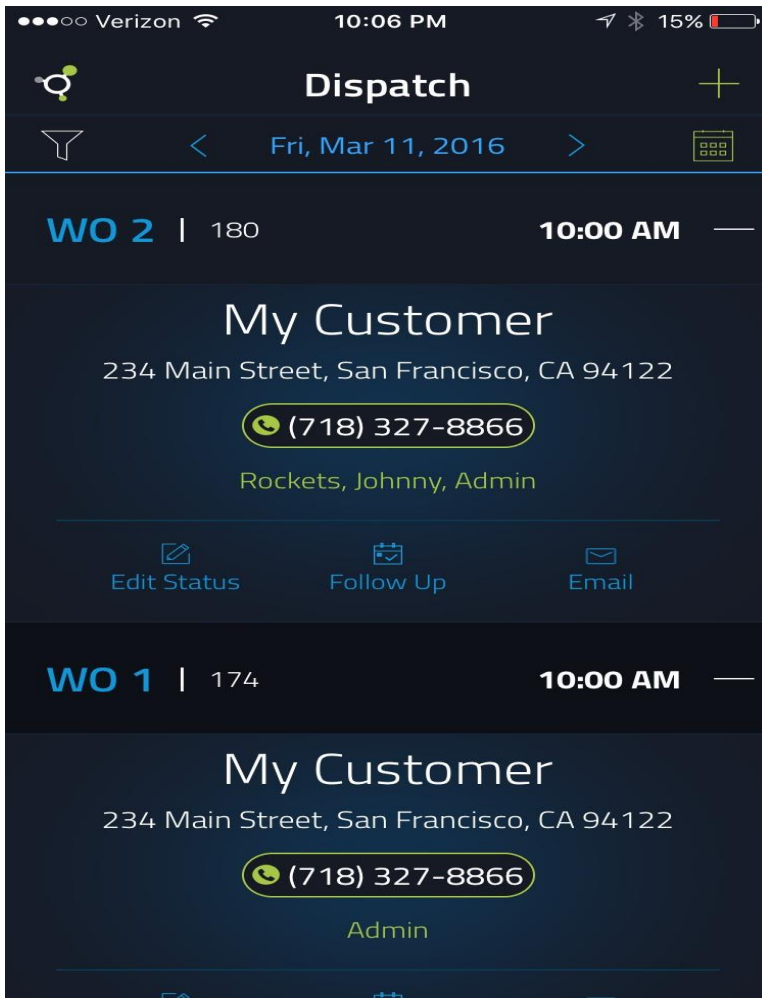 Verizon 10:06 PM 15%
Dispatch
Fri, Mar 11, 2016
WO 2 | 180 10:00 AM
My Customer
234 Main Street, San Francisco, CA 94122
(718) 327-8866
Rockets, Johnny, Admin
Edit Status Follow Up Email
WO 1 | 174 10:00 AM
My Customer
234 Main Street, San Francisco, CA 94122
(718) 327-8866
Admin